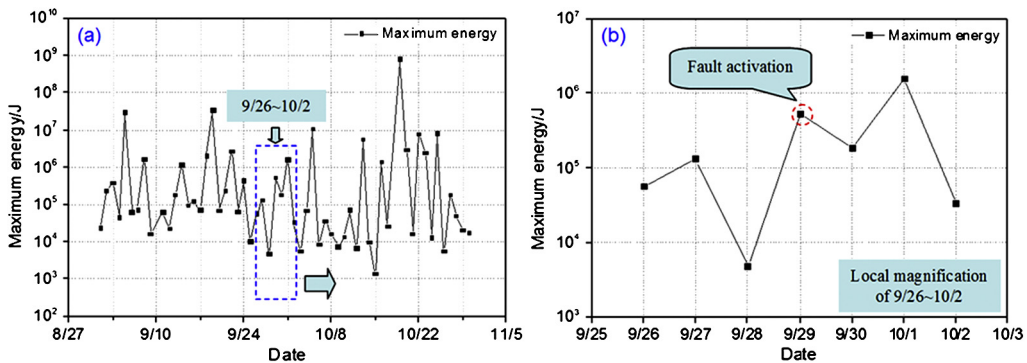 (a)
Maximum energy
9/26~10/2
Maximum energy/J
10^10
10^9
10^8
10^7
10^6
10^5
10^4
10^3
10^2
8/27 9/10 9/24 10/8 10/22 11/5
Date
(b)
Maximum energy
Fault activation
Local magnification
of 9/26~10/2
Maximum energy/J
10^7
10^6
10^5
10^4
10^3
9/25 9/26 9/27 9/28 9/29 9/30 10/1 10/2 10/3
Date